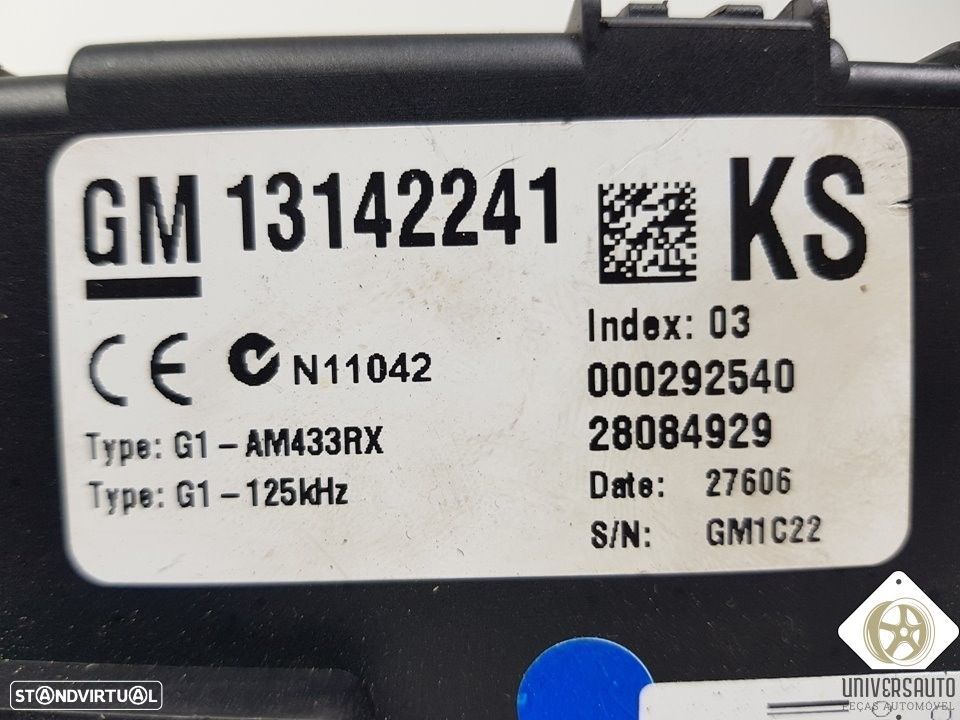 GM 13142241 KS
CE N11042
Type: G1-AM433RX
Type: G1-125kHz
Index: 03
000292540
28084929
Date: 27606
S/N: GM1C22
STANDVIRTUAL
UNIVERSAUTO
PEÇAS AUTOMÓVEL